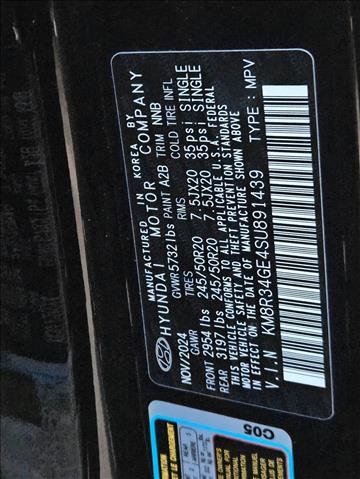 MANUFACTURED IN KOREA BY
HYUNDAI MOTOR COMPANY
NOV/2024 GVWR 5732 lbs PAINT A2B TRIM NNB
GAWR TIRES RIMS COLD TIRE INFL
FRONT 2954 lbs 245/50R20 7.5JX20 35psi SINGLE
REAR 3197 lbs 245/50R20 7.5JX20 35psi SINGLE
THIS VEHICLE CONFORMS TO ALL APPLICABLE U.S.A. FEDERAL
MOTOR VEHICLE SAFETY AND BUMPER STANDARDS
IN EFFECT ON THE DATE OF MANUFACTURE SHOWN ABOVE
V.I.N KM8R34GE4SU891439 TYPE : MPV
C05